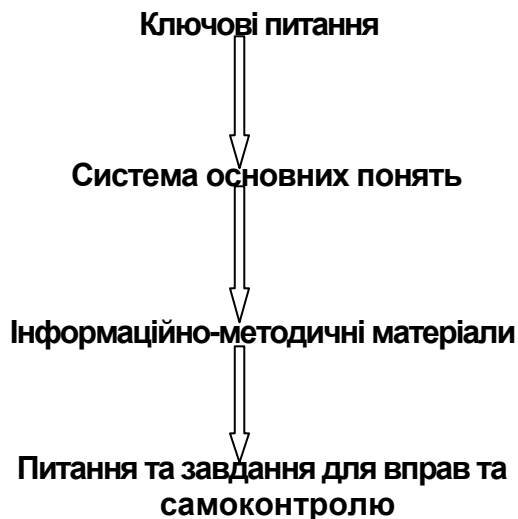 Ключові питання
Система основних понять
Інформаційно-методичні матеріали
Питання та завдання для вправ та
самоконтролю